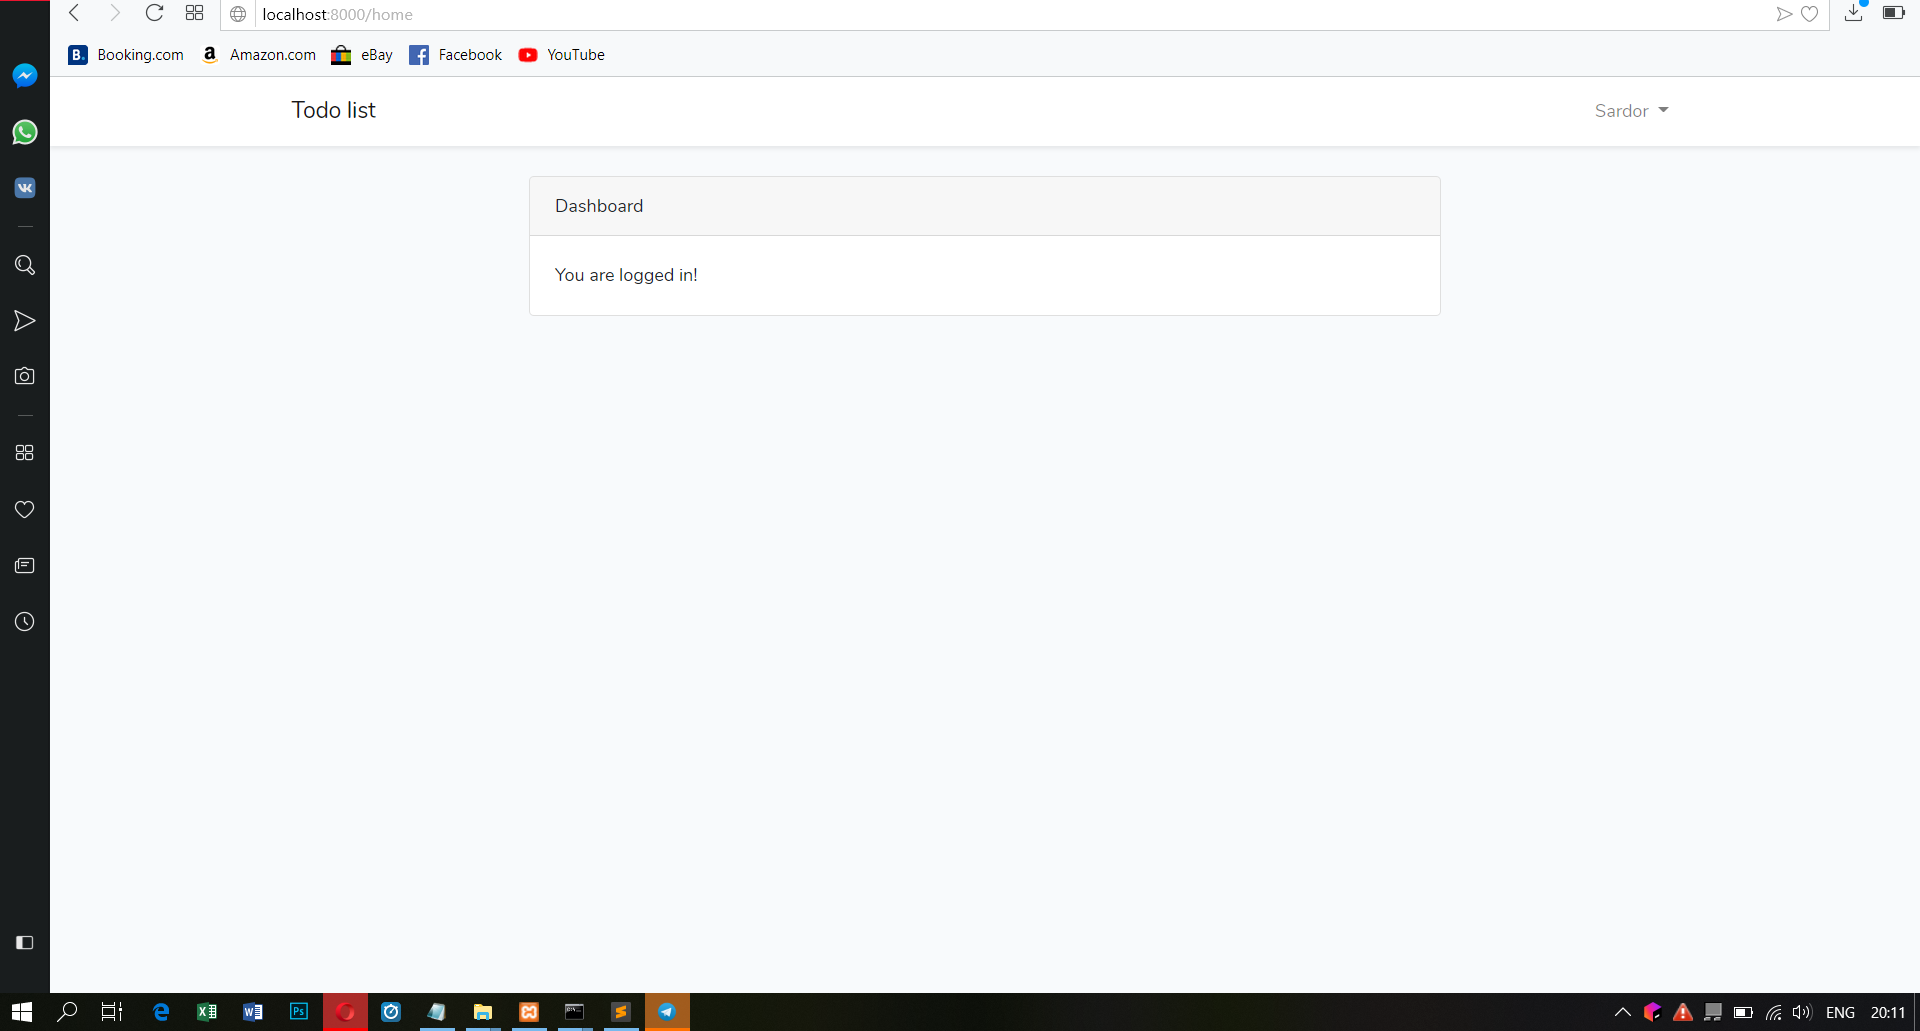 localhost:8000/home
B. Booking.com a Amazon.com eBay f Facebook YouTube
Todo list
Sardor
Dashboard
You are logged in!
Ps
ENG 20:11